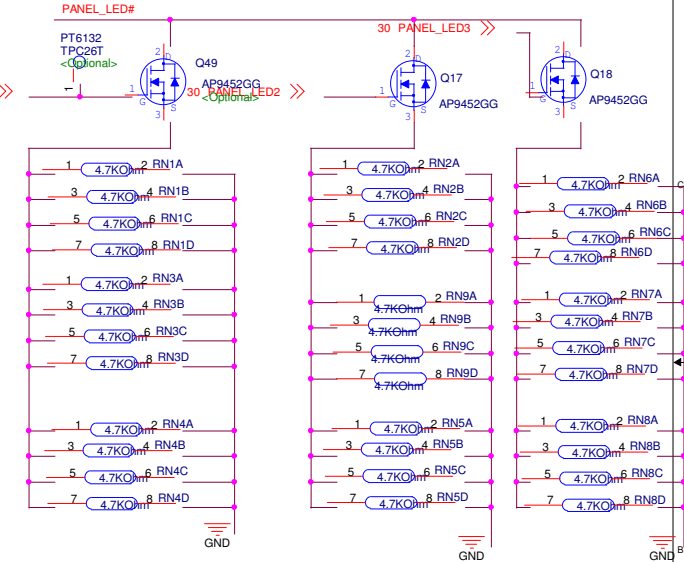 PANEL_LED#
30 PANEL_LED3
PT6132
TPC26T
<Optional>
1
2
D
1
G
S
3
Q49
AP9452GG
<Optional>
30 PANEL_LED2
2
D
1
G
S
3
Q17
AP9452GG
2
D
1
G
S
3
Q18
AP9452GG
1 4.7KOhm 2 RN1A
3 4.7KOhm 4 RN1B
5 4.7KOhm 6 RN1C
7 4.7KOhm 8 RN1D
1 4.7KOhm 2 RN3A
3 4.7KOhm 4 RN3B
5 4.7KOhm 6 RN3C
7 4.7KOhm 8 RN3D
1 4.7KOhm 2 RN4A
3 4.7KOhm 4 RN4B
5 4.7KOhm 6 RN4C
7 4.7KOhm 8 RN4D
GND
1 4.7KOhm 2 RN2A
3 4.7KOhm 4 RN2B
5 4.7KOhm 6 RN2C
7 4.7KOhm 8 RN2D
1 4.7KOhm 2 RN9A
3 4.7KOhm 4 RN9B
5 4.7KOhm 6 RN9C
7 4.7KOhm 8 RN9D
1 4.7KOhm 2 RN5A
3 4.7KOhm 4 RN5B
5 4.7KOhm 6 RN5C
7 4.7KOhm 8 RN5D
GND
1 4.7KOhm 2 RN6A
3 4.7KOhm 4 RN6B
5 4.7KOhm 6 RN6C
7 4.7KOhm 8 RN6D
1 4.7KOhm 2 RN7A
3 4.7KOhm 4 RN7B
5 4.7KOhm 6 RN7C
7 4.7KOhm 8 RN7D
1 4.7KOhm 2 RN8A
3 4.7KOhm 4 RN8B
5 4.7KOhm 6 RN8C
7 4.7KOhm 8 RN8D
GND
C
B